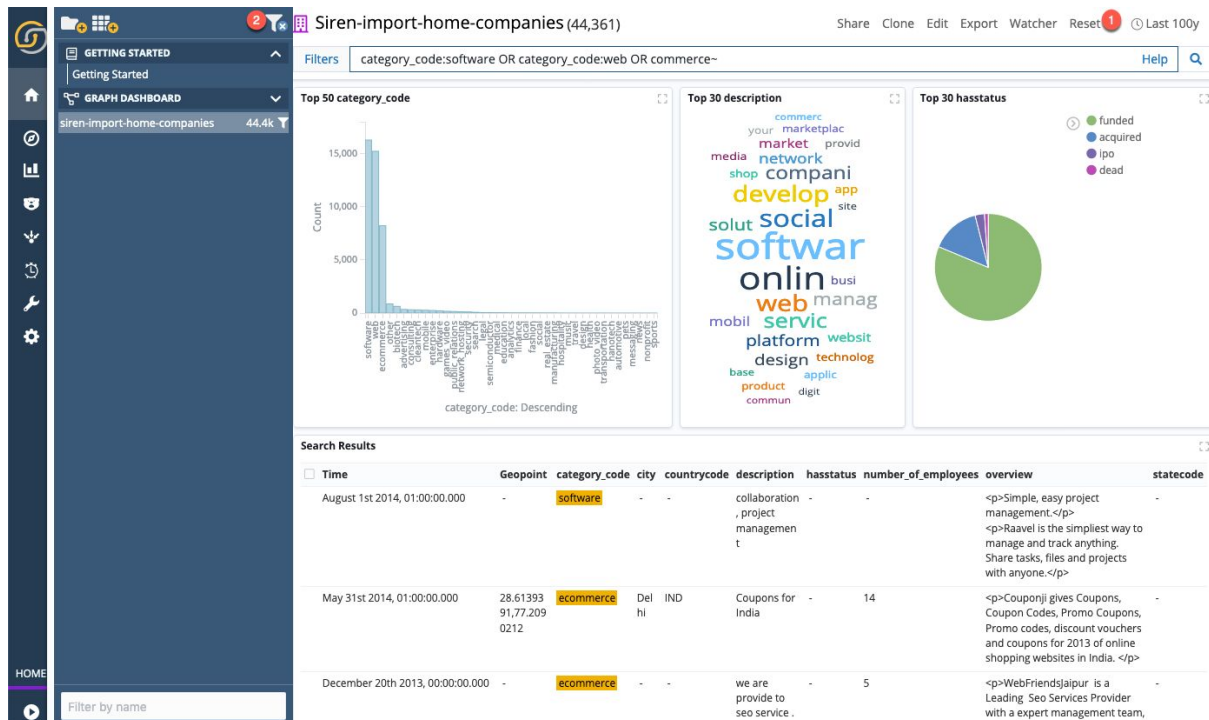 2
Siren-import-home-companies (44,361)
Share Clone Edit Export Watcher Reset 1 Last 100y
GETTING STARTED
Getting Started
GRAPH DASHBOARD
siren-import-home-companies 44.4k
Filters category_code:software OR category_code:web OR commerce~ Help
Top 50 category_code
Count
15,000
10,000
5,000
0
software
web
ecommerce
other
biotech
advertising
consulting
cleantech
mobile
enterprise
hardware
games_video
public_relations
network_hosting
security
search
legal
semiconductor
medical
education
analytics
finance
local
fashion
social
real_estate
manufacturing
hospitality
music
travel
design
health
photo_video
transportation
nanotech
automotive
pets
messaging
news
nonprofit
sports
category_code: Descending
Top 30 description
commerc
your marketplac
market provid
media network
shop compani
develop app
site
solut social
softwar
onlin busi
web manag
mobil servic
platform websit
design technolog
base applic
product digit
commun
Top 30 hasstatus
funded
acquired
ipo
dead
Search Results
Time Geopoint category_code city countrycode description hasstatus number_of_employees overview statecode
August 1st 2014, 01:00:00.000 - software - - collaboration - - <p>Simple, easy project -
, project management.</p>
managemen <p>Raavel is the simpliest way to
t manage and track anything.
Share tasks, files and projects
with anyone.</p>
May 31st 2014, 01:00:00.000 28.61393 ecommerce Del IND Coupons for - 14 <p>Couponji gives Coupons, -
91,77.209 hi India Coupon Codes, Promo Coupons,
0212 Promo codes, discount vouchers
and coupons for 2013 of online
shopping websites in India. </p>
December 20th 2013, 00:00:00.000 - ecommerce - - we are - 5 <p>WebFriendsJaipur is a -
provide to Leading Seo Services Provider
seo service . with a expert management team,
HOME
Filter by name